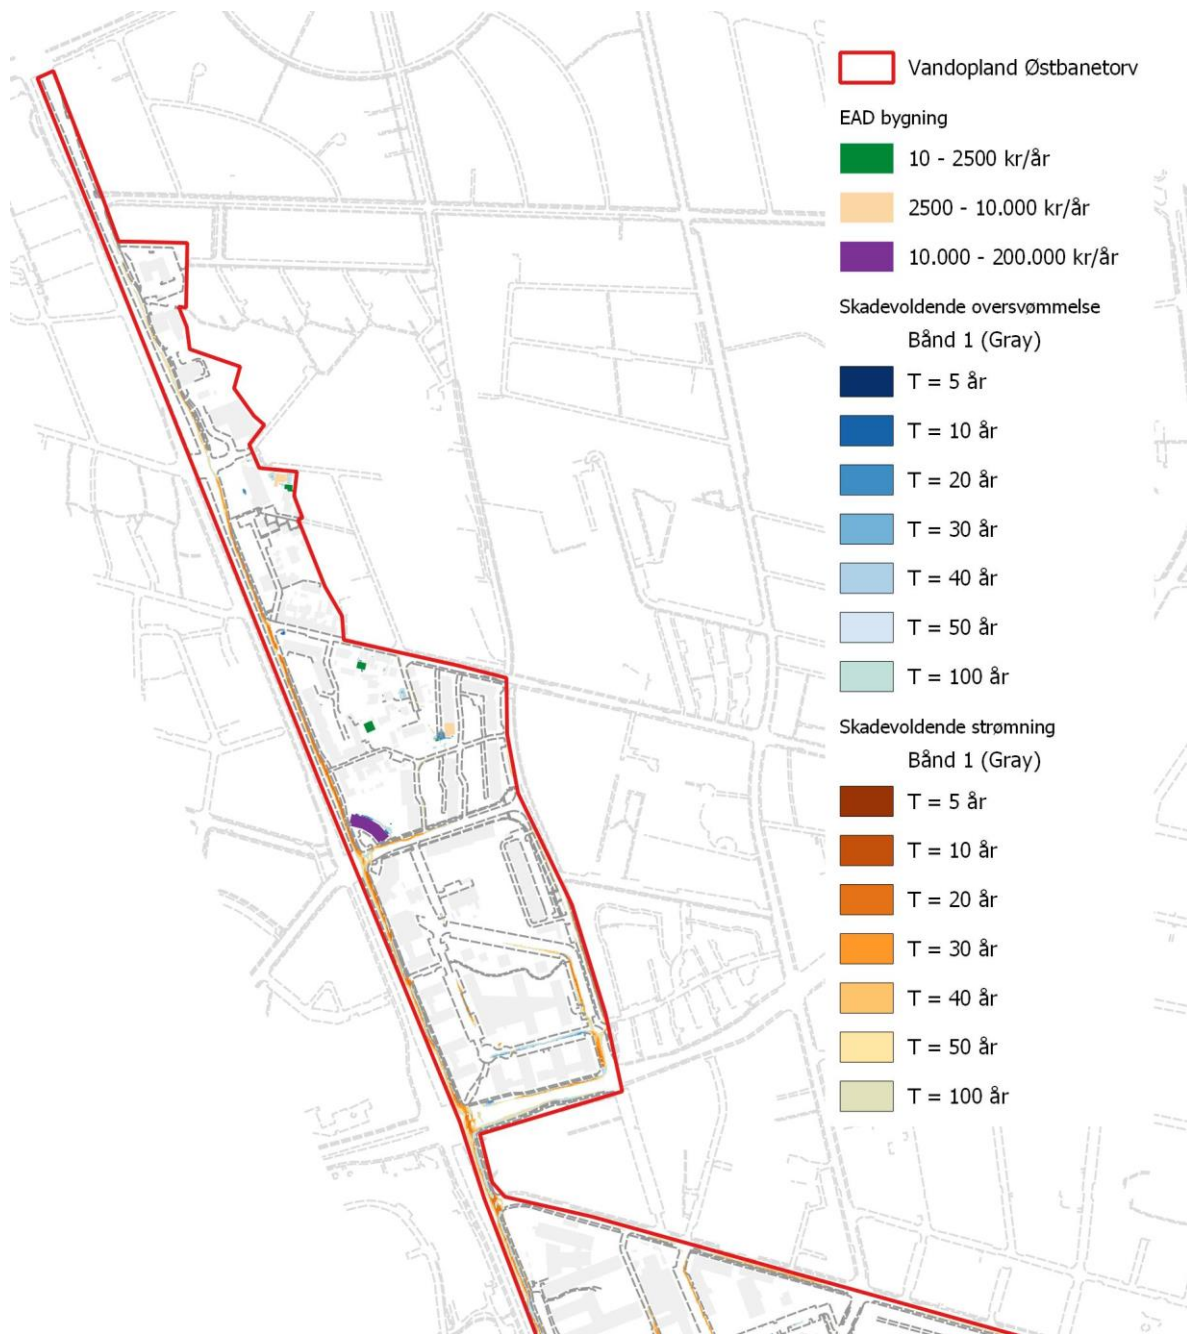 Vandopland Østbanetorv
EAD bygning
10 - 2500 kr/år
2500 - 10.000 kr/år
10.000 - 200.000 kr/år
Skadevoldende oversvømmelse
Bånd 1 (Gray)
T = 5 år
T = 10 år
T = 20 år
T = 30 år
T = 40 år
T = 50 år
T = 100 år
Skadevoldende strømning
Bånd 1 (Gray)
T = 5 år
T = 10 år
T = 20 år
T = 30 år
T = 40 år
T = 50 år
T = 100 år